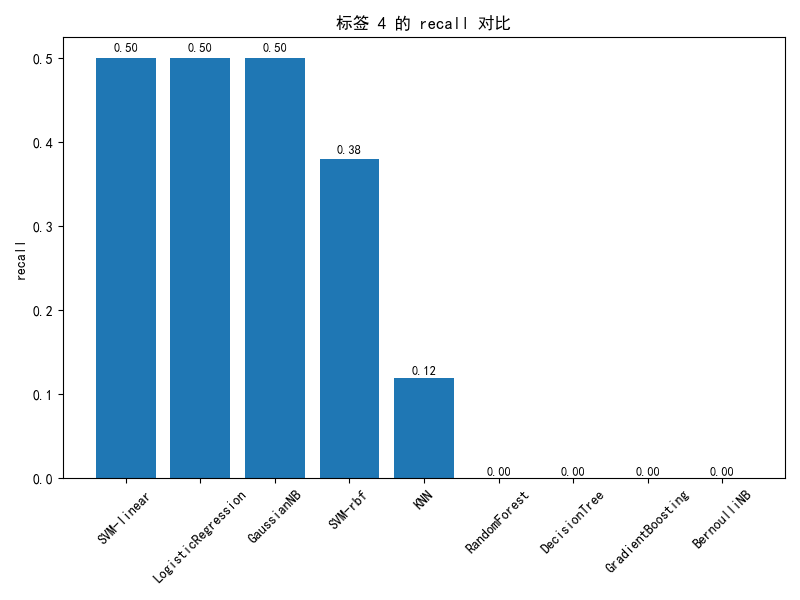 标签 4 的 recall 对比
recall
0.5
0.4
0.3
0.2
0.1
0.0
0.50
0.50
0.50
0.38
0.12
0.00
0.00
0.00
0.00
SVM-linear
LogisticRegression
GaussianNB
SVM-rbf
KNN
RandomForest
DecisionTree
GradientBoosting
BernoulliNB